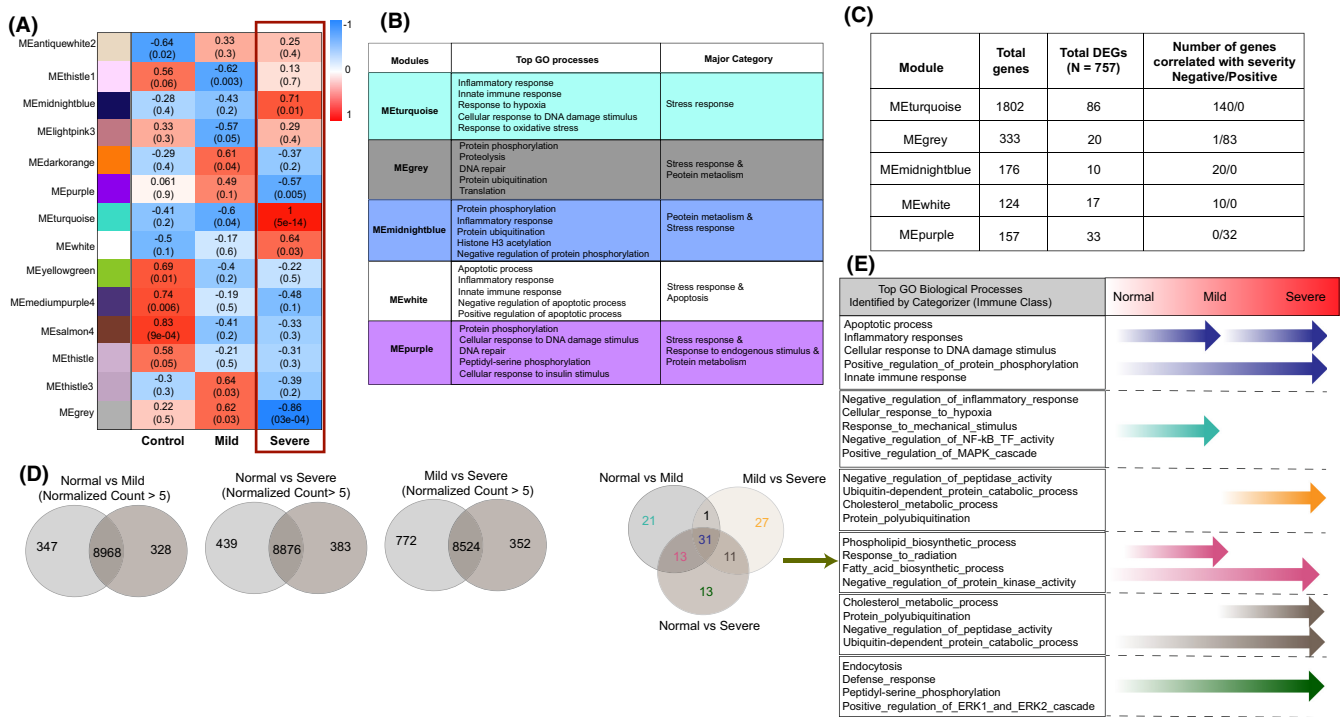 (A)
-1
0
1
MEantiquewhite2 -0.64 (0.02) 0.33 (0.3) 0.25 (0.4)
MEthistle1 0.56 (0.06) -0.62 (0.003) 0.13 (0.7)
MEmidnightblue -0.28 (0.4) -0.43 (0.2) 0.71 (0.01)
MElightpink3 0.33 (0.3) -0.57 (0.05) 0.29 (0.4)
MEdarkorange -0.29 (0.4) 0.61 (0.04) -0.37 (0.2)
MEpurple 0.061 (0.9) 0.49 (0.1) -0.57 (0.005)
MEturquoise -0.41 (0.2) -0.6 (0.04) 1 (5e-14)
MEwhite -0.5 (0.1) -0.17 (0.6) 0.64 (0.03)
MEyellowgreen 0.69 (0.01) -0.4 (0.2) -0.22 (0.5)
MEmediumpurple4 0.74 (0.006) -0.19 (0.5) -0.48 (0.1)
MEsalmon4 0.83 (9e-04) -0.41 (0.2) -0.33 (0.3)
MEthistle 0.58 (0.05) -0.21 (0.5) -0.31 (0.3)
MEthistle3 -0.3 (0.3) 0.64 (0.03) -0.39 (0.2)
MEgrey 0.22 (0.5) 0.62 (0.03) -0.86 (03e-04)
Control Mild Severe
(B)
Modules Top GO processes Major Category
MEturquoise
Inflammatory response
Innate immune response
Response to hypoxia
Cellular response to DNA damage stimulus
Response to oxidative stress
Stress response
MEgrey
Protein phosphorylation
Proteolysis
DNA repair
Protein ubiquitination
Translation
Stress response &
Peotein metaolism
MEmidnightblue
Protein phosphorylation
Inflammatory response
Protein ubiquitination
Histone H3 acetylation
Negative regulation of protein phosphorylation
Peotein metaolism &
Stress response
MEwhite
Apoptotic process
Inflammatory response
Innate immune response
Negative regulation of apoptotic process
Positive regulation of apoptotic process
Stress response &
Apoptosis
MEpurple
Protein phosphorylation
Cellular response to DNA damage stimulus
DNA repair
Peptidyl-serine phosphorylation
Cellular response to insulin stimulus
Stress response &
Response to endogenous stimulus &
Protein metabolism
(C)
Module
Total
genes
Total DEGs
(N = 757)
Number of genes
correlated with severity
Negative/Positive
MEturquoise 1802 86 140/0
MEgrey 333 20 1/83
MEmidnightblue 176 10 20/0
MEwhite 124 17 10/0
MEpurple 157 33 0/32
(D)
Normal vs Mild
(Normalized Count > 5)
347 8968 328
Normal vs Severe
(Normalized Count> 5)
439 8876 383
Mild vs Severe
(Normalized Count > 5)
772 8524 352
Normal vs Mild
Mild vs Severe
21 1 27
31
13 11
13
Normal vs Severe
(E)
Top GO Biological Processes
Identified by Categorizer (Immune Class)
Normal Mild Severe
Apoptotic process
Inflammatory responses
Cellular response to DNA damage stimulus
Positive_regulation of_protein_phosphorylation
Innate immune response
Negative_regulation_of_inflammatory_response
Cellular_response_to_hypoxia
Response_to_mechanical_stimulus
Negative_regulation_of_NF-kB_TF_activity
Positive_regulation_of_MAPK_cascade
Negative_regulation_of_peptidase_activity
Ubiquitin-dependent_protein_catabolic_process
Cholesterol_metabolic_process
Protein_polyubiquitination
Phospholipid_biosynthetic_process
Response_to_radiation
Fatty_acid_biosynthetic_process
Negative_regulation_of_protein_kinase_activity
Cholesterol_metabolic_process
Protein_polyubiquitination
Negative_regulation_of_peptidase_activity
Ubiquitin-dependent_protein_catabolic_process
Endocytosis
Defense_response
Peptidyl-serine_phosphorylation
Positive_regulation_of_ERK1_and_ERK2_cascade